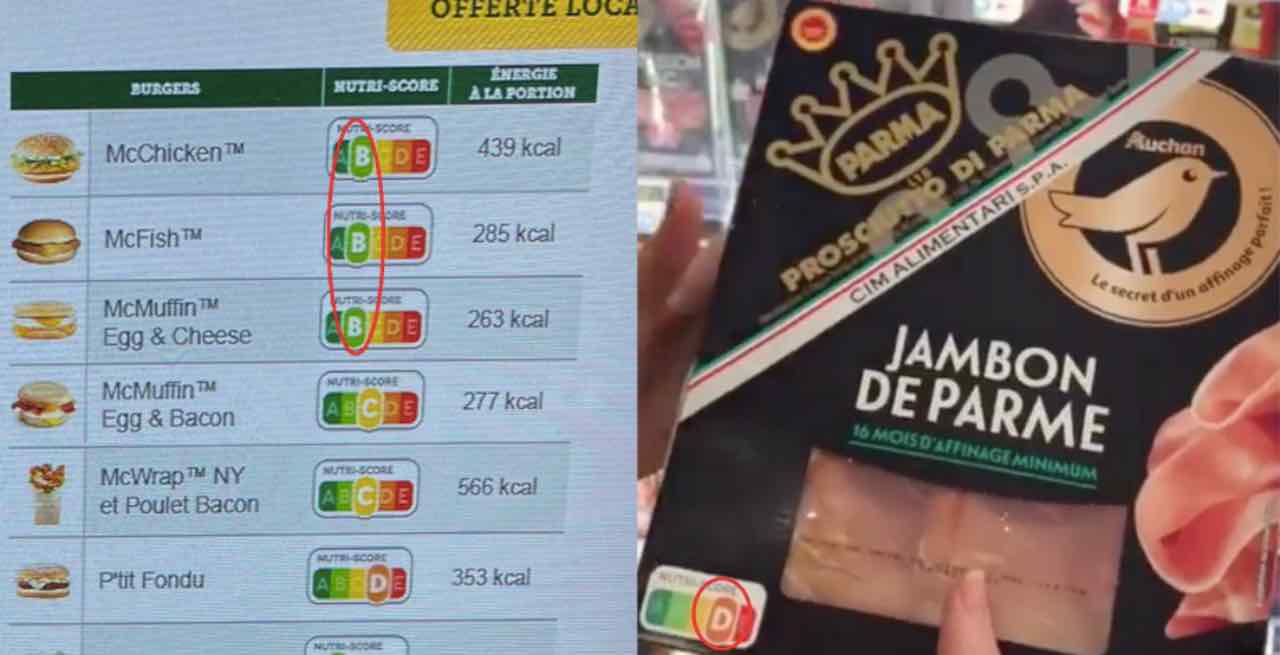 OFFERTE LOCA
BURGERS
NUTRI-SCORE
ÉNERGIE
À LA PORTION
McChicken™
NUTRI-SCORE
A B C D E
439 kcal
McFish™
NUTRI-SCORE
A B C D E
285 kcal
McMuffin™
Egg & Cheese
NUTRI-SCORE
A B C D E
263 kcal
McMuffin™
Egg & Bacon
NUTRI-SCORE
A B C D E
277 kcal
McWrap™ NY
et Poulet Bacon
NUTRI-SCORE
A B C D E
566 kcal
P'tit Fondu
NUTRI-SCORE
A B C D E
353 kcal
NUTRI-SCORE
PARMA
PROSCIUTTO DI PARMA
CIM ALIMENTARI S.P.A.
Auchan
Le secret d'un affinage parfait !
JAMBON
DE PARME
16 MOIS D'AFFINAGE MINIMUM
NUTRI-SCORE
D